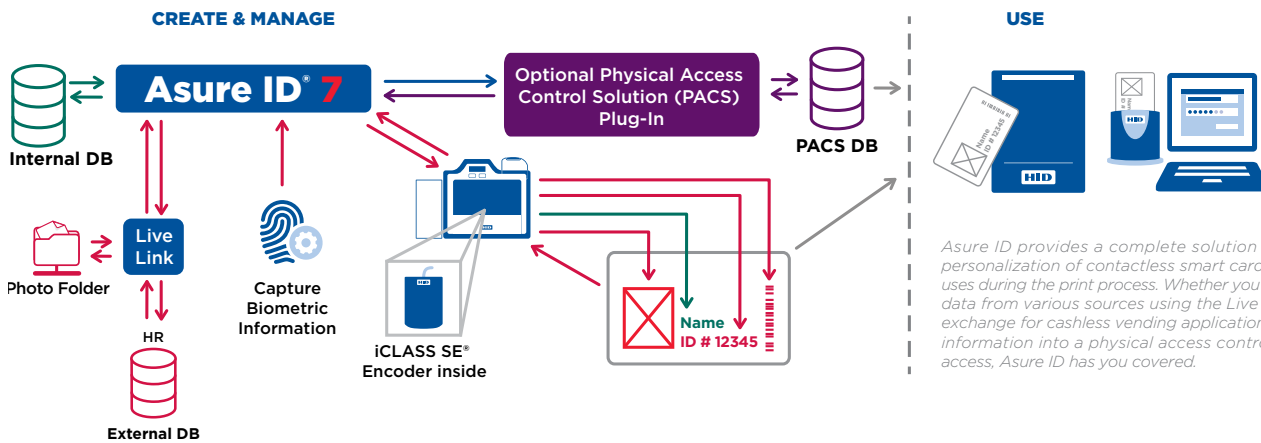 CREATE & MANAGE
USE
Asure ID® 7
Optional Physical Access
Control Solution (PACS)
Plug-In
Internal DB
PACS DB
Live
Link
Photo Folder
Capture
Biometric
Information
HR
External DB
HID
HID
iCLASS SE®
Encoder inside
Name
ID # 12345
Name
ID # 12345
HID
Name
HID
Asure ID provides a complete solution
personalization of contactless smart card
uses during the print process. Whether you
data from various sources using the Live
exchange for cashless vending application
information into a physical access contro
access, Asure ID has you covered.